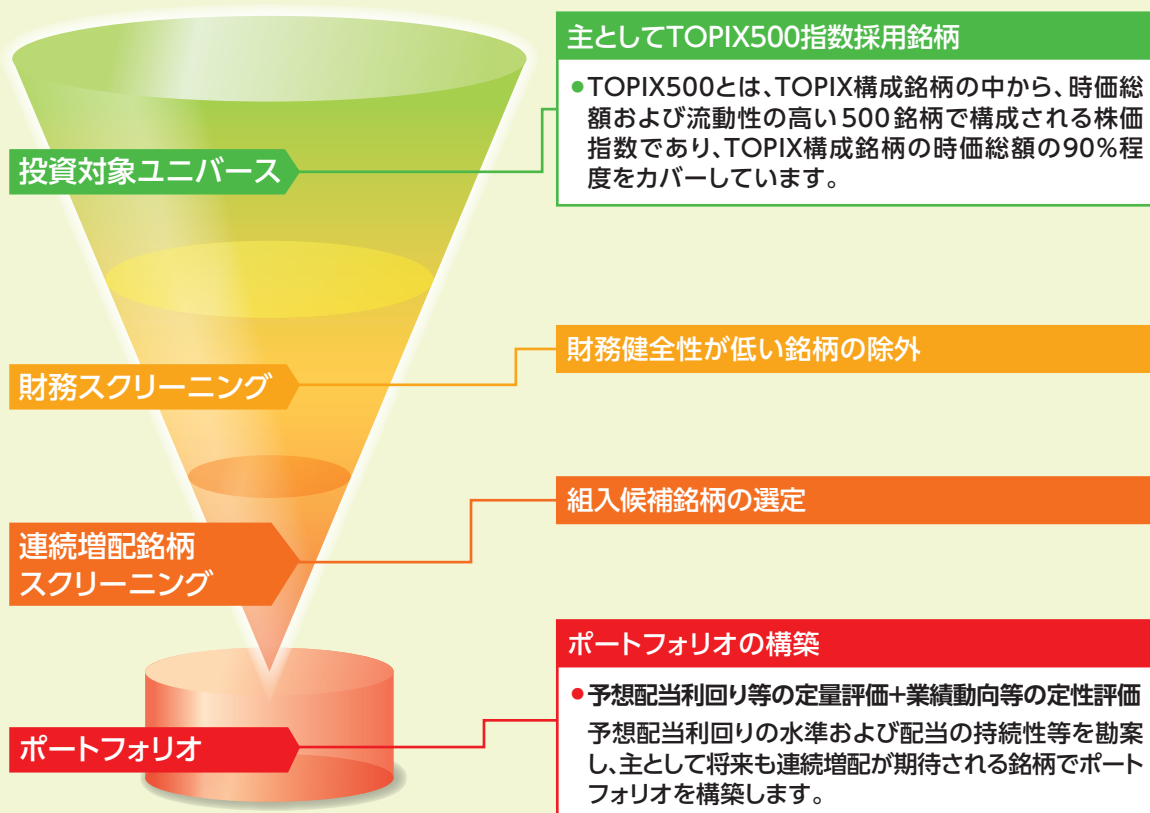 主としてTOPIX500指数採用銘柄
●TOPIX500とは、TOPIX構成銘柄の中から、時価総
額および流動性の高い500銘柄で構成される株価
指数であり、TOPIX構成銘柄の時価総額の90%程
度をカバーしています。
投資対象ユニバース
財務健全性が低い銘柄の除外
財務スクリーニング
組入候補銘柄の選定
連続増配銘柄
スクリーニング
ポートフォリオの構築
●予想配当利回り等の定量評価+業績動向等の定性評価
予想配当利回りの水準および配当の持続性等を勘案
し、主として将来も連続増配が期待される銘柄でポート
フォリオを構築します。
ポートフォリオ